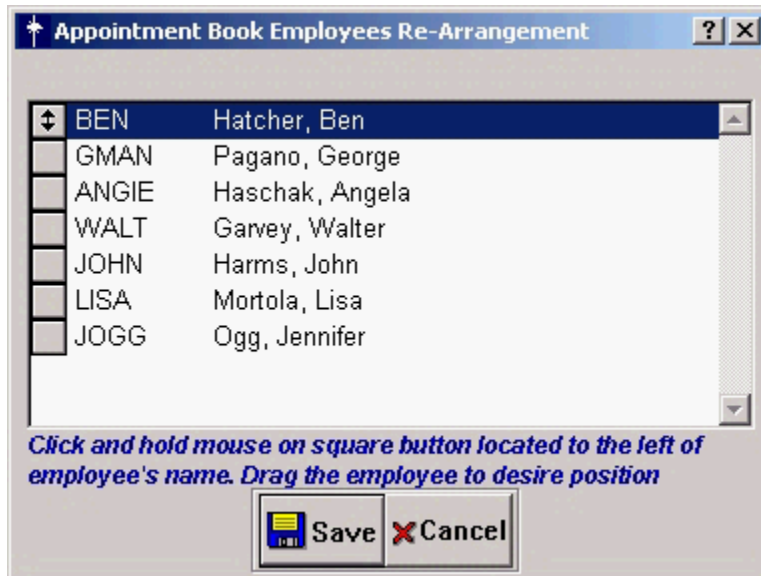 Appointment Book Employees Re-Arrangement
BEN Hatcher, Ben
GMAN Pagano, George
ANGIE Haschak, Angela
WALT Garvey, Walter
JOHN Harms, John
LISA Mortola, Lisa
JOGG Ogg, Jennifer
Click and hold mouse on square button located to the left of
employee's name. Drag the employee to desire position
Save Cancel